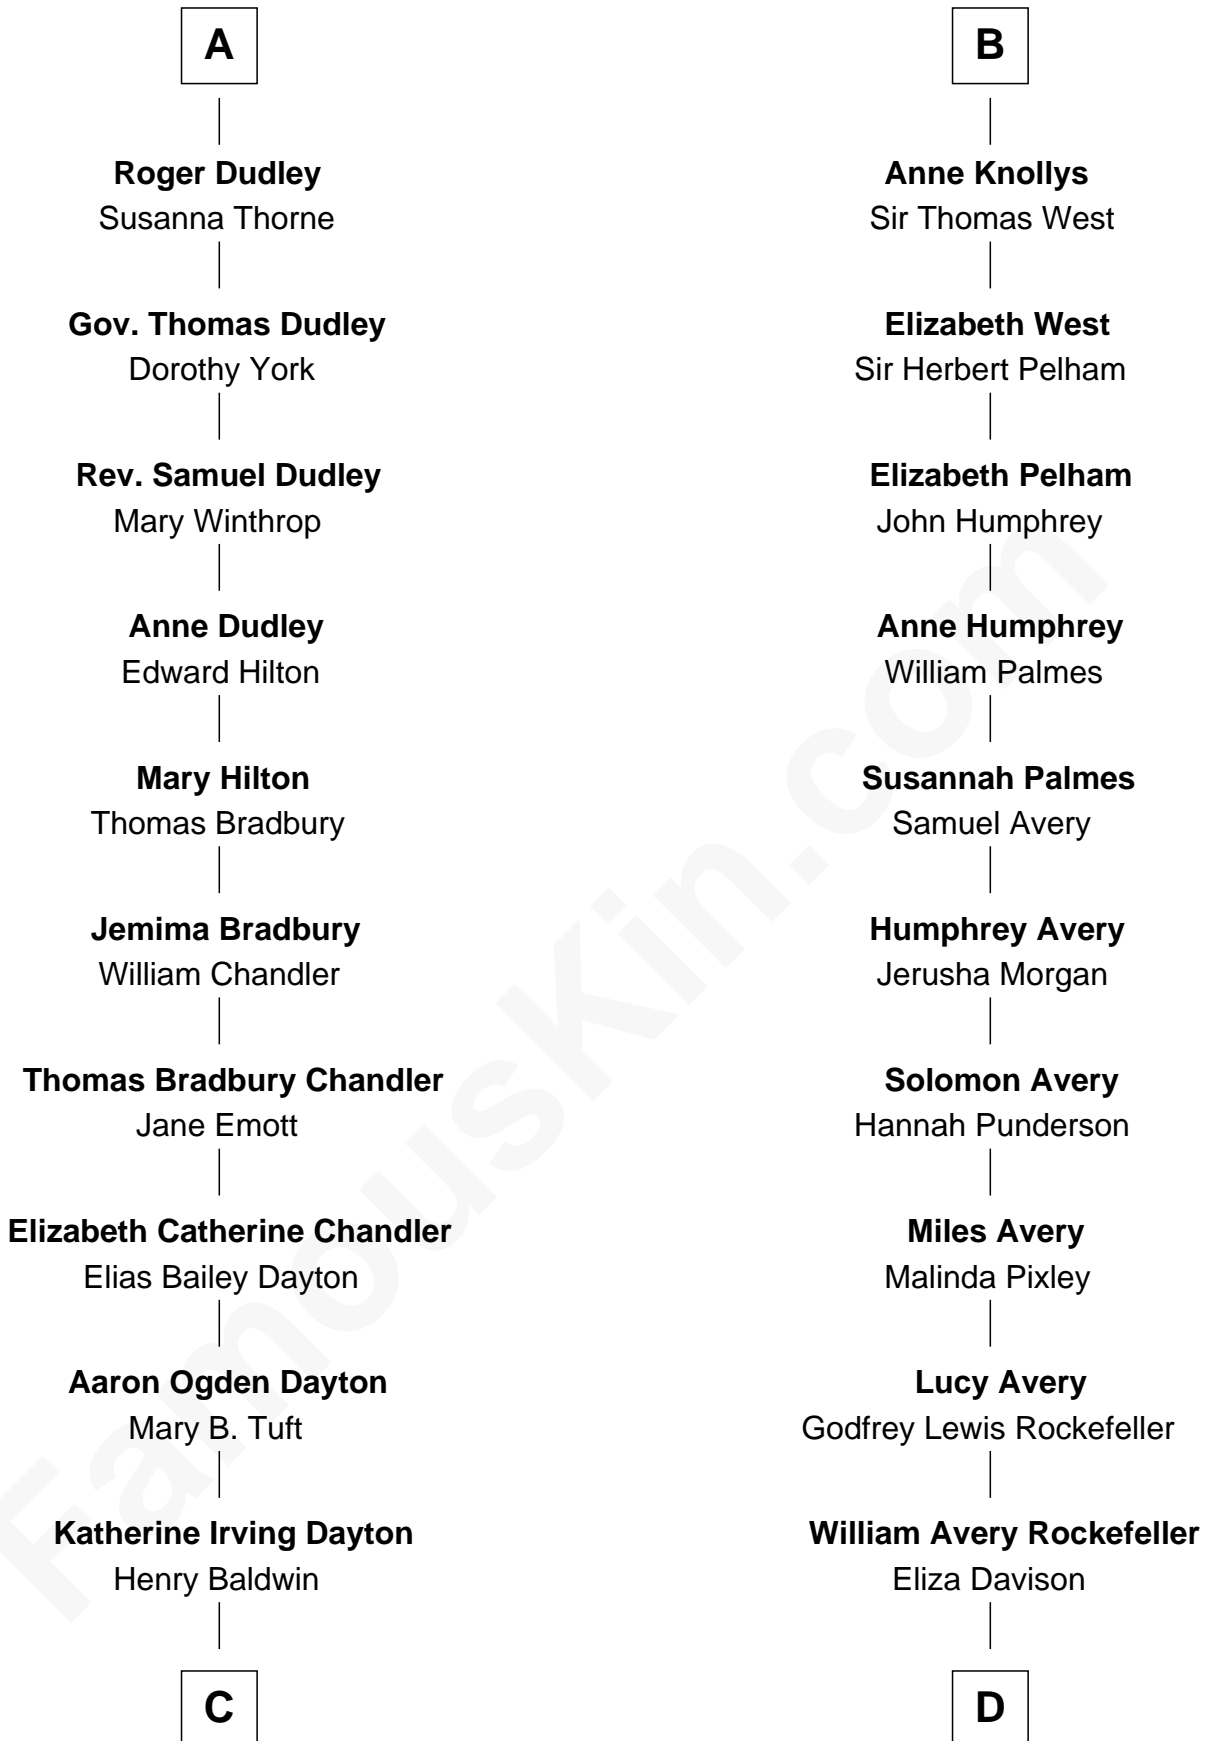 A
Roger Dudley
Susanna Thorne
Gov. Thomas Dudley
Dorothy York
Rev. Samuel Dudley
Mary Winthrop
Anne Dudley
Edward Hilton
Mary Hilton
Thomas Bradbury
Jemima Bradbury
William Chandler
Thomas Bradbury Chandler
Jane Emott
Elizabeth Catherine Chandler
Elias Bailey Dayton
Aaron Ogden Dayton
Mary B. Tuft
Katherine Irving Dayton
Henry Baldwin
C
B
Anne Knollys
Sir Thomas West
Elizabeth West
Sir Herbert Pelham
Elizabeth Pelham
John Humphrey
Anne Humphrey
William Palmes
Susannah Palmes
Samuel Avery
Humphrey Avery
Jerusha Morgan
Solomon Avery
Hannah Punderson
Miles Avery
Malinda Pixley
Lucy Avery
Godfrey Lewis Rockefeller
William Avery Rockefeller
Eliza Davison
D
FamousKin.com